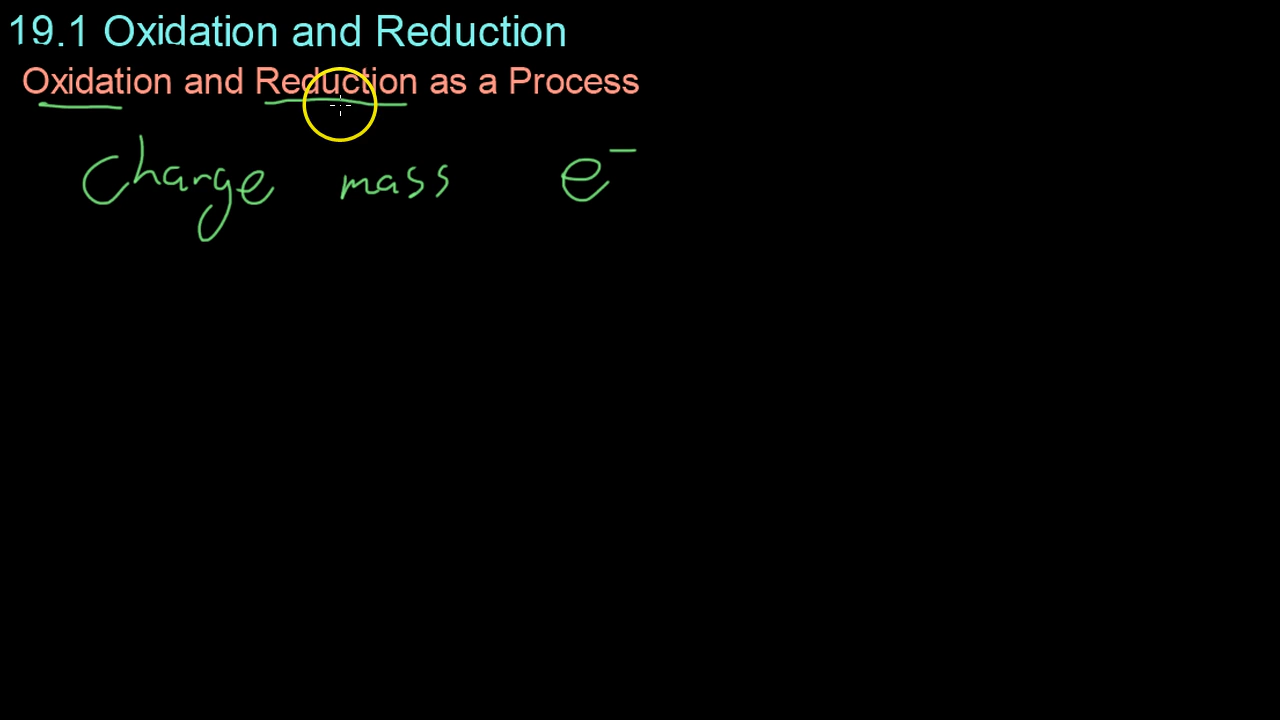 19.1 Oxidation and Reduction
Oxidation and Reduction as a Process
Charge mass e⁻